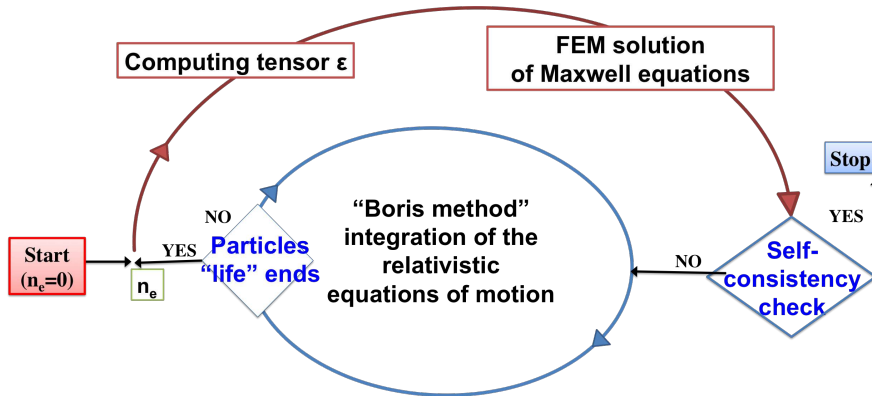 Computing tensor ε
FEM solution
of Maxwell equations
Stop
YES
NO
“Boris method”
integration of the
relativistic
equations of motion
Particles
“life” ends
YES
Start
(nₑ=0)
nₑ
NO
Self-
consistency
check